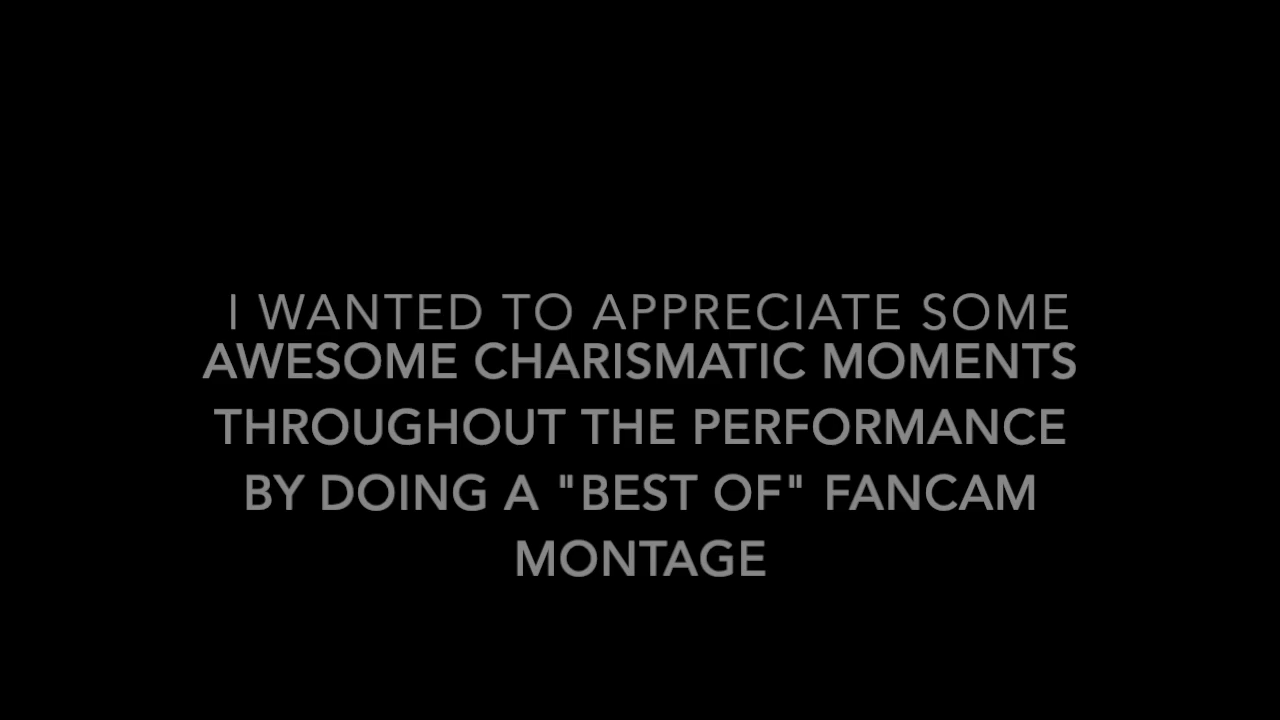 I WANTED TO APPRECIATE SOME
AWESOME CHARISMATIC MOMENTS
THROUGHOUT THE PERFORMANCE
BY DOING A "BEST OF" FANCAM
MONTAGE